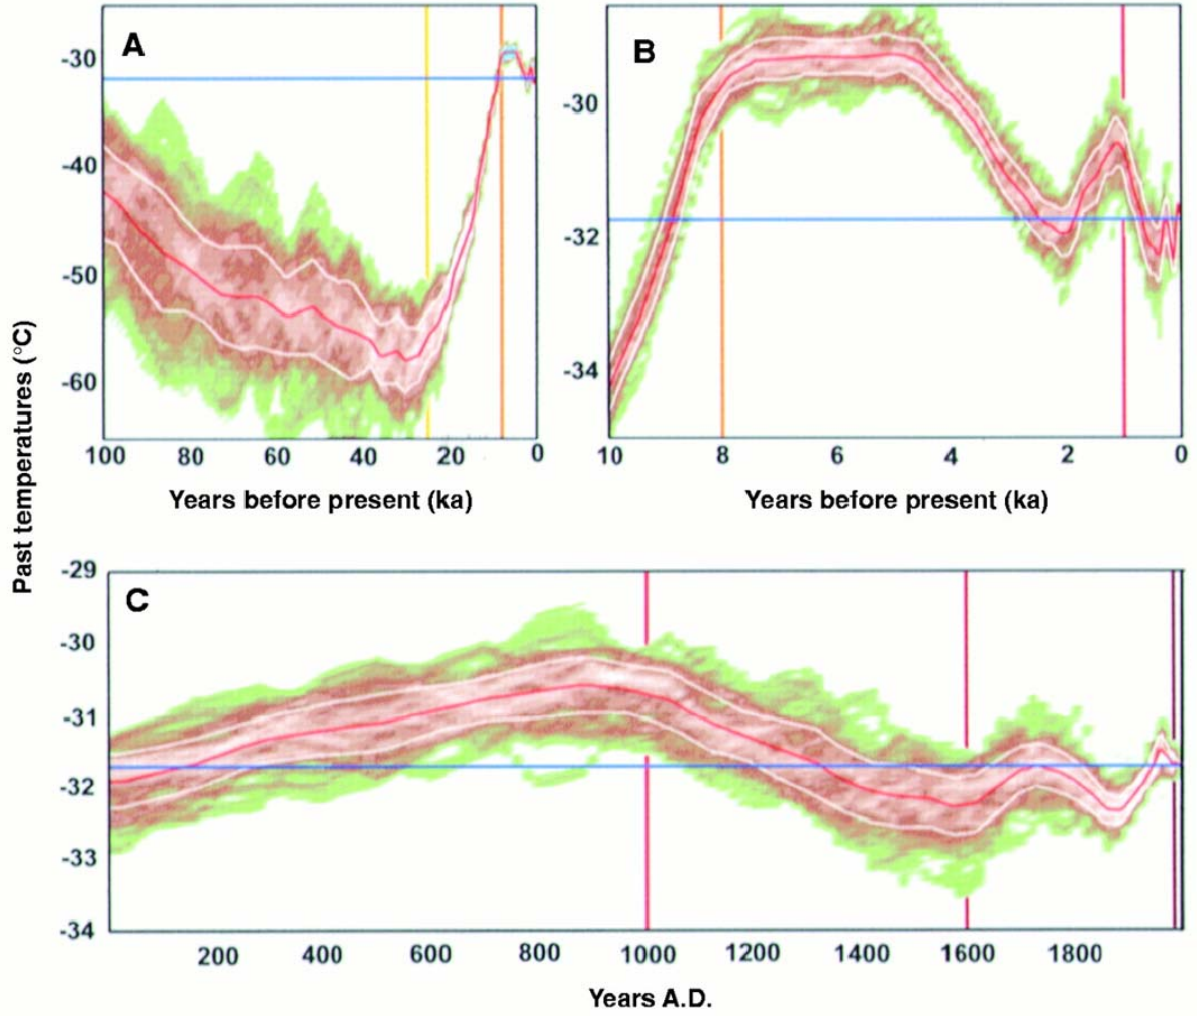 A
B
-30
-40
-50
-60
-30
-32
-34
100 80 60 40 20 0
10 8 6 4 2 0
Years before present (ka)
Years before present (ka)
Past temperatures (°C)
C
-29
-30
-31
-32
-33
-34
200 400 600 800 1000 1200 1400 1600 1800
Years A.D.